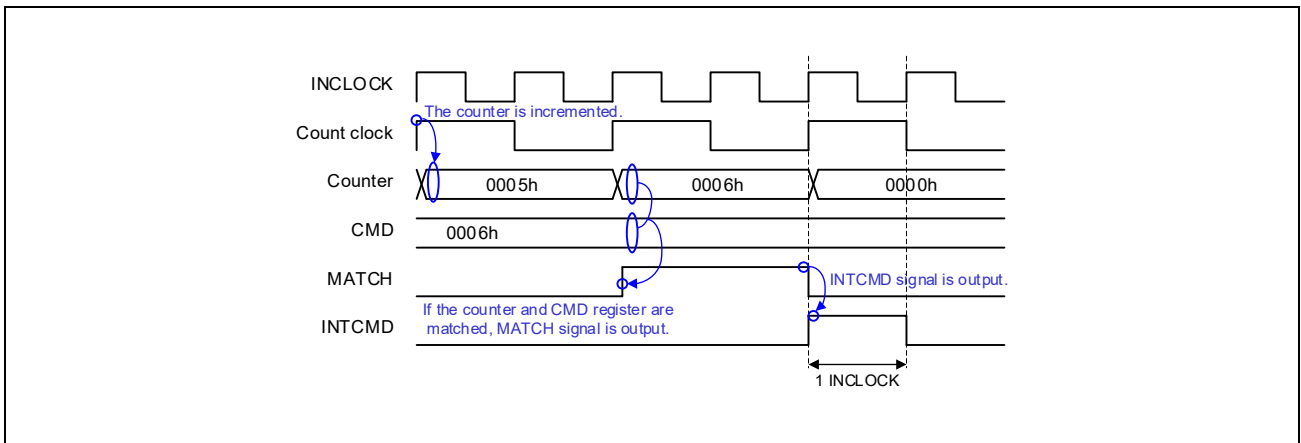 INCLOCK
The counter is incremented.
Count clock
Counter
0005h
0006h
0000h
CMD
0006h
MATCH
INTCMD signal is output.
If the counter and CMD register are
matched, MATCH signal is output.
INTCMD
1 INCLOCK